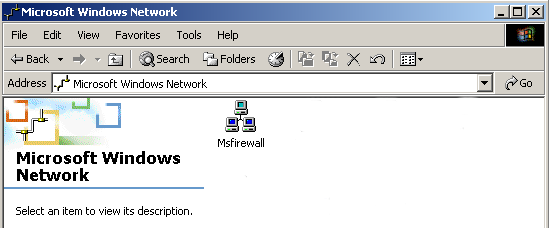 Microsoft Windows Network
File Edit View Favorites Tools Help
Back Search Folders
Address Microsoft Windows Network Go
Msfirewall
Microsoft Windows
Network
Select an item to view its description.